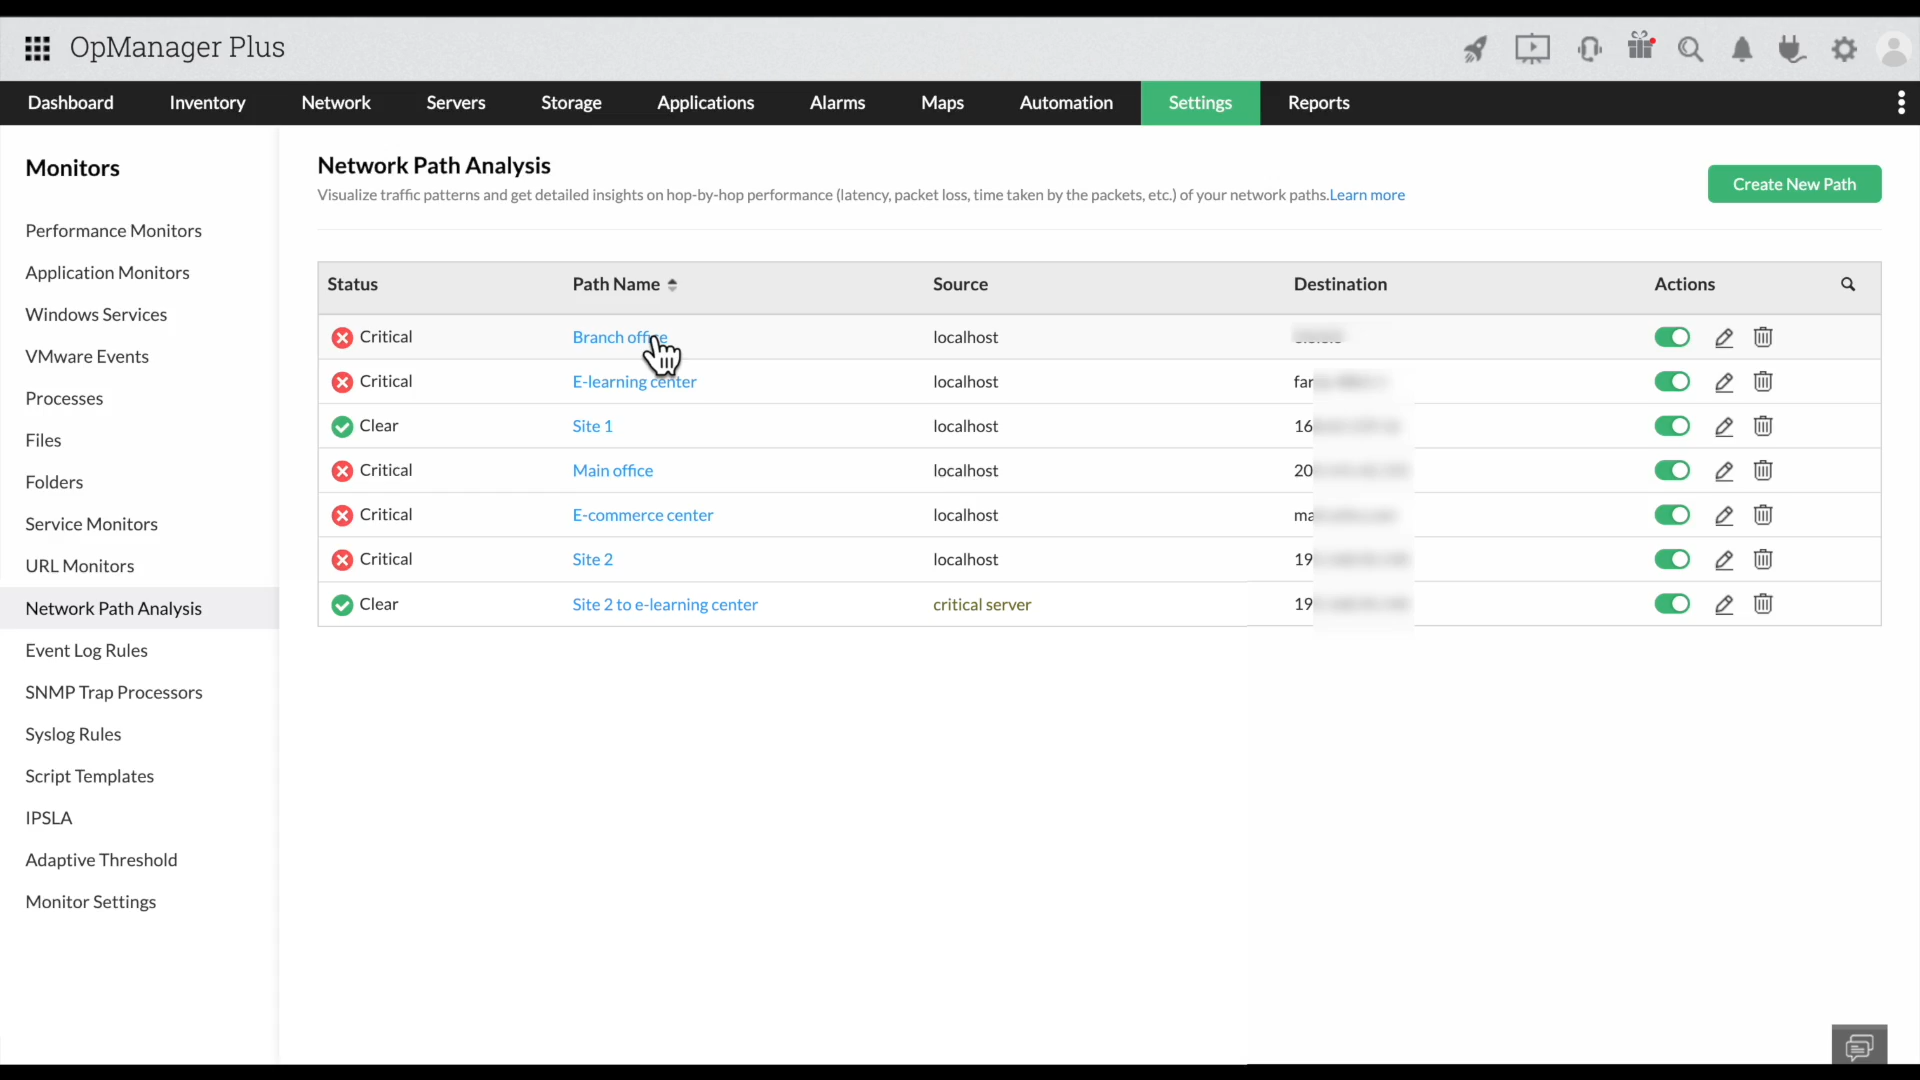 OpManager Plus
Dashboard Inventory Network Servers Storage Applications Alarms Maps Automation Settings Reports
Monitors
Performance Monitors
Application Monitors
Windows Services
VMware Events
Processes
Files
Folders
Service Monitors
URL Monitors
Network Path Analysis
Event Log Rules
SNMP Trap Processors
Syslog Rules
Script Templates
IPSLA
Adaptive Threshold
Monitor Settings
Network Path Analysis
Visualize traffic patterns and get detailed insights on hop-by-hop performance (latency, packet loss, time taken by the packets, etc.) of your network paths.Learn more
Create New Path
Status Path Name Source Destination Actions
Critical Branch office localhost
Critical E-learning center localhost
Clear Site 1 localhost
Critical Main office localhost
Critical E-commerce center localhost
Critical Site 2 localhost
Clear Site 2 to e-learning center critical server